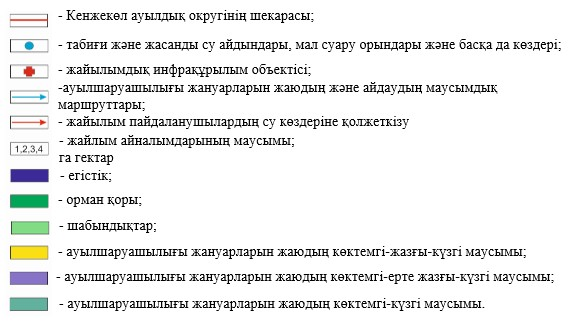 - Кенжекөл ауылдық округінің шекарасы;
- табиғи және жасанды су айдындары, мал суару орындары және басқа да көздері;
- жайылымдық инфрақұрылым объектісі;
-ауылшаруашылығы жануарларын жаюдың және айдаудың маусымдық
маршруттары;
- жайылым пайдаланушылардың су көздеріне қолжеткізу
1,2,3,4 - жайлым айналымдарының маусымы;
га гектар
- егістік;
- орман қоры;
- шабындықтар;
- ауылшаруашылығы жануарларын жаюдың көктемгі-жазғы-күзгі маусымы;
- ауылшаруашылығы жануарларын жаюдың көктемгі-ерте жазғы-күзгі маусымы;
- ауылшаруашылығы жануарларын жаюдың көктемгі-күзгі маусымы.